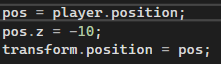 pos = player.position;
pos.z = -10;
transform.position = pos;